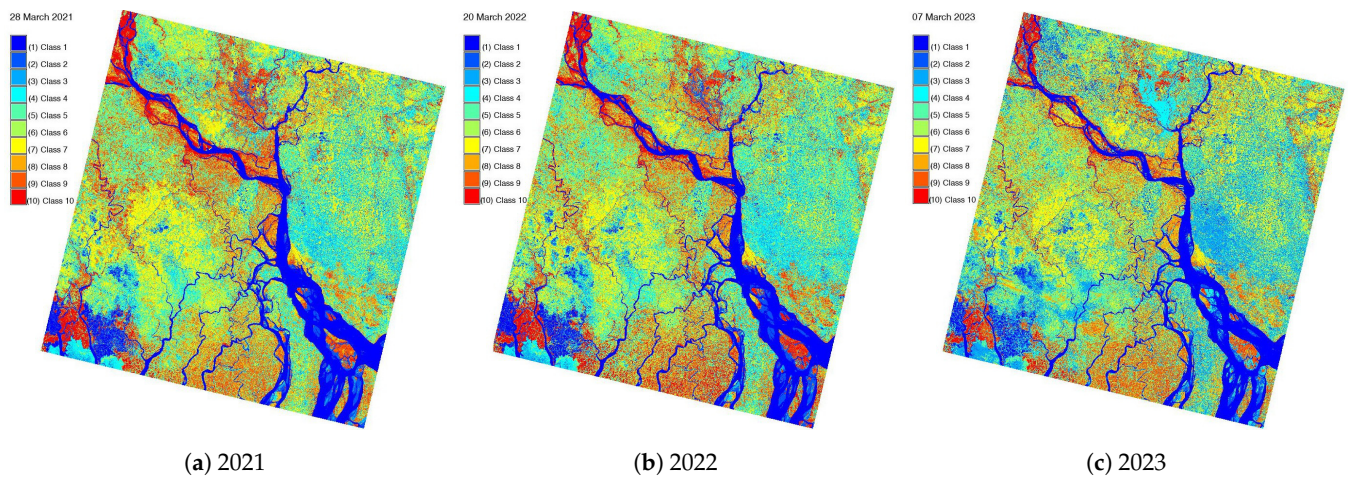 28 March 2021
(1) Class 1
(2) Class 2
(3) Class 3
(4) Class 4
(5) Class 5
(6) Class 6
(7) Class 7
(8) Class 8
(9) Class 9
(10) Class 10
(a) 2021
20 March 2022
(1) Class 1
(2) Class 2
(3) Class 3
(4) Class 4
(5) Class 5
(6) Class 6
(7) Class 7
(8) Class 8
(9) Class 9
(10) Class 10
(b) 2022
07 March 2023
(1) Class 1
(2) Class 2
(3) Class 3
(4) Class 4
(5) Class 5
(6) Class 6
(7) Class 7
(8) Class 8
(9) Class 9
(10) Class 10
(c) 2023